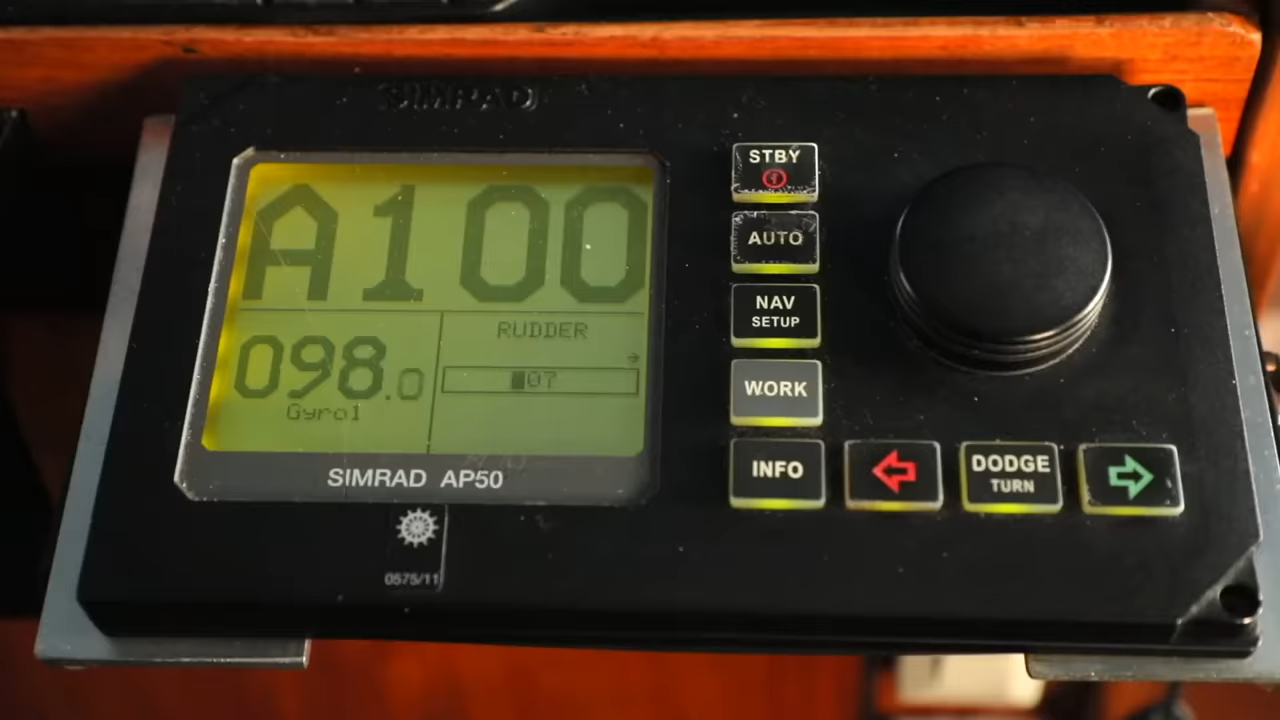 SIMRAD
A100
098.0
Gyro1
RUDDER
→
07
SIMRAD AP50
0575/11
STBY
AUTO
NAV
SETUP
WORK
INFO
DODGE
TURN